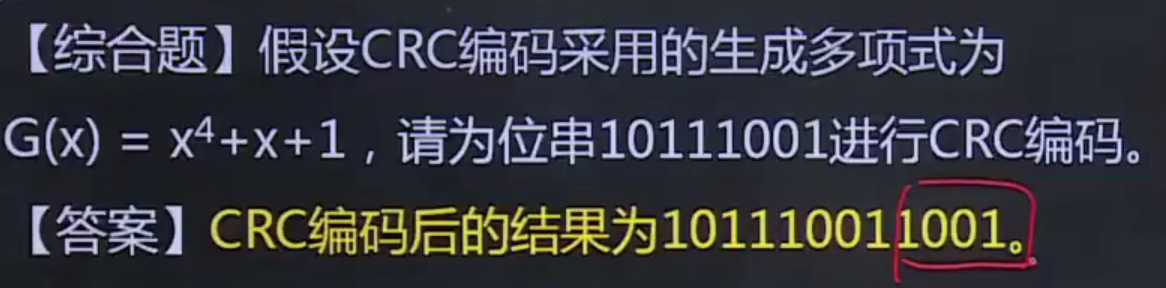 【综合题】假设CRC编码采用的生成多项式为
G(x) = x⁴+x+1，请为位串10111001进行CRC编码。
【答案】CRC编码后的结果为101110011001。